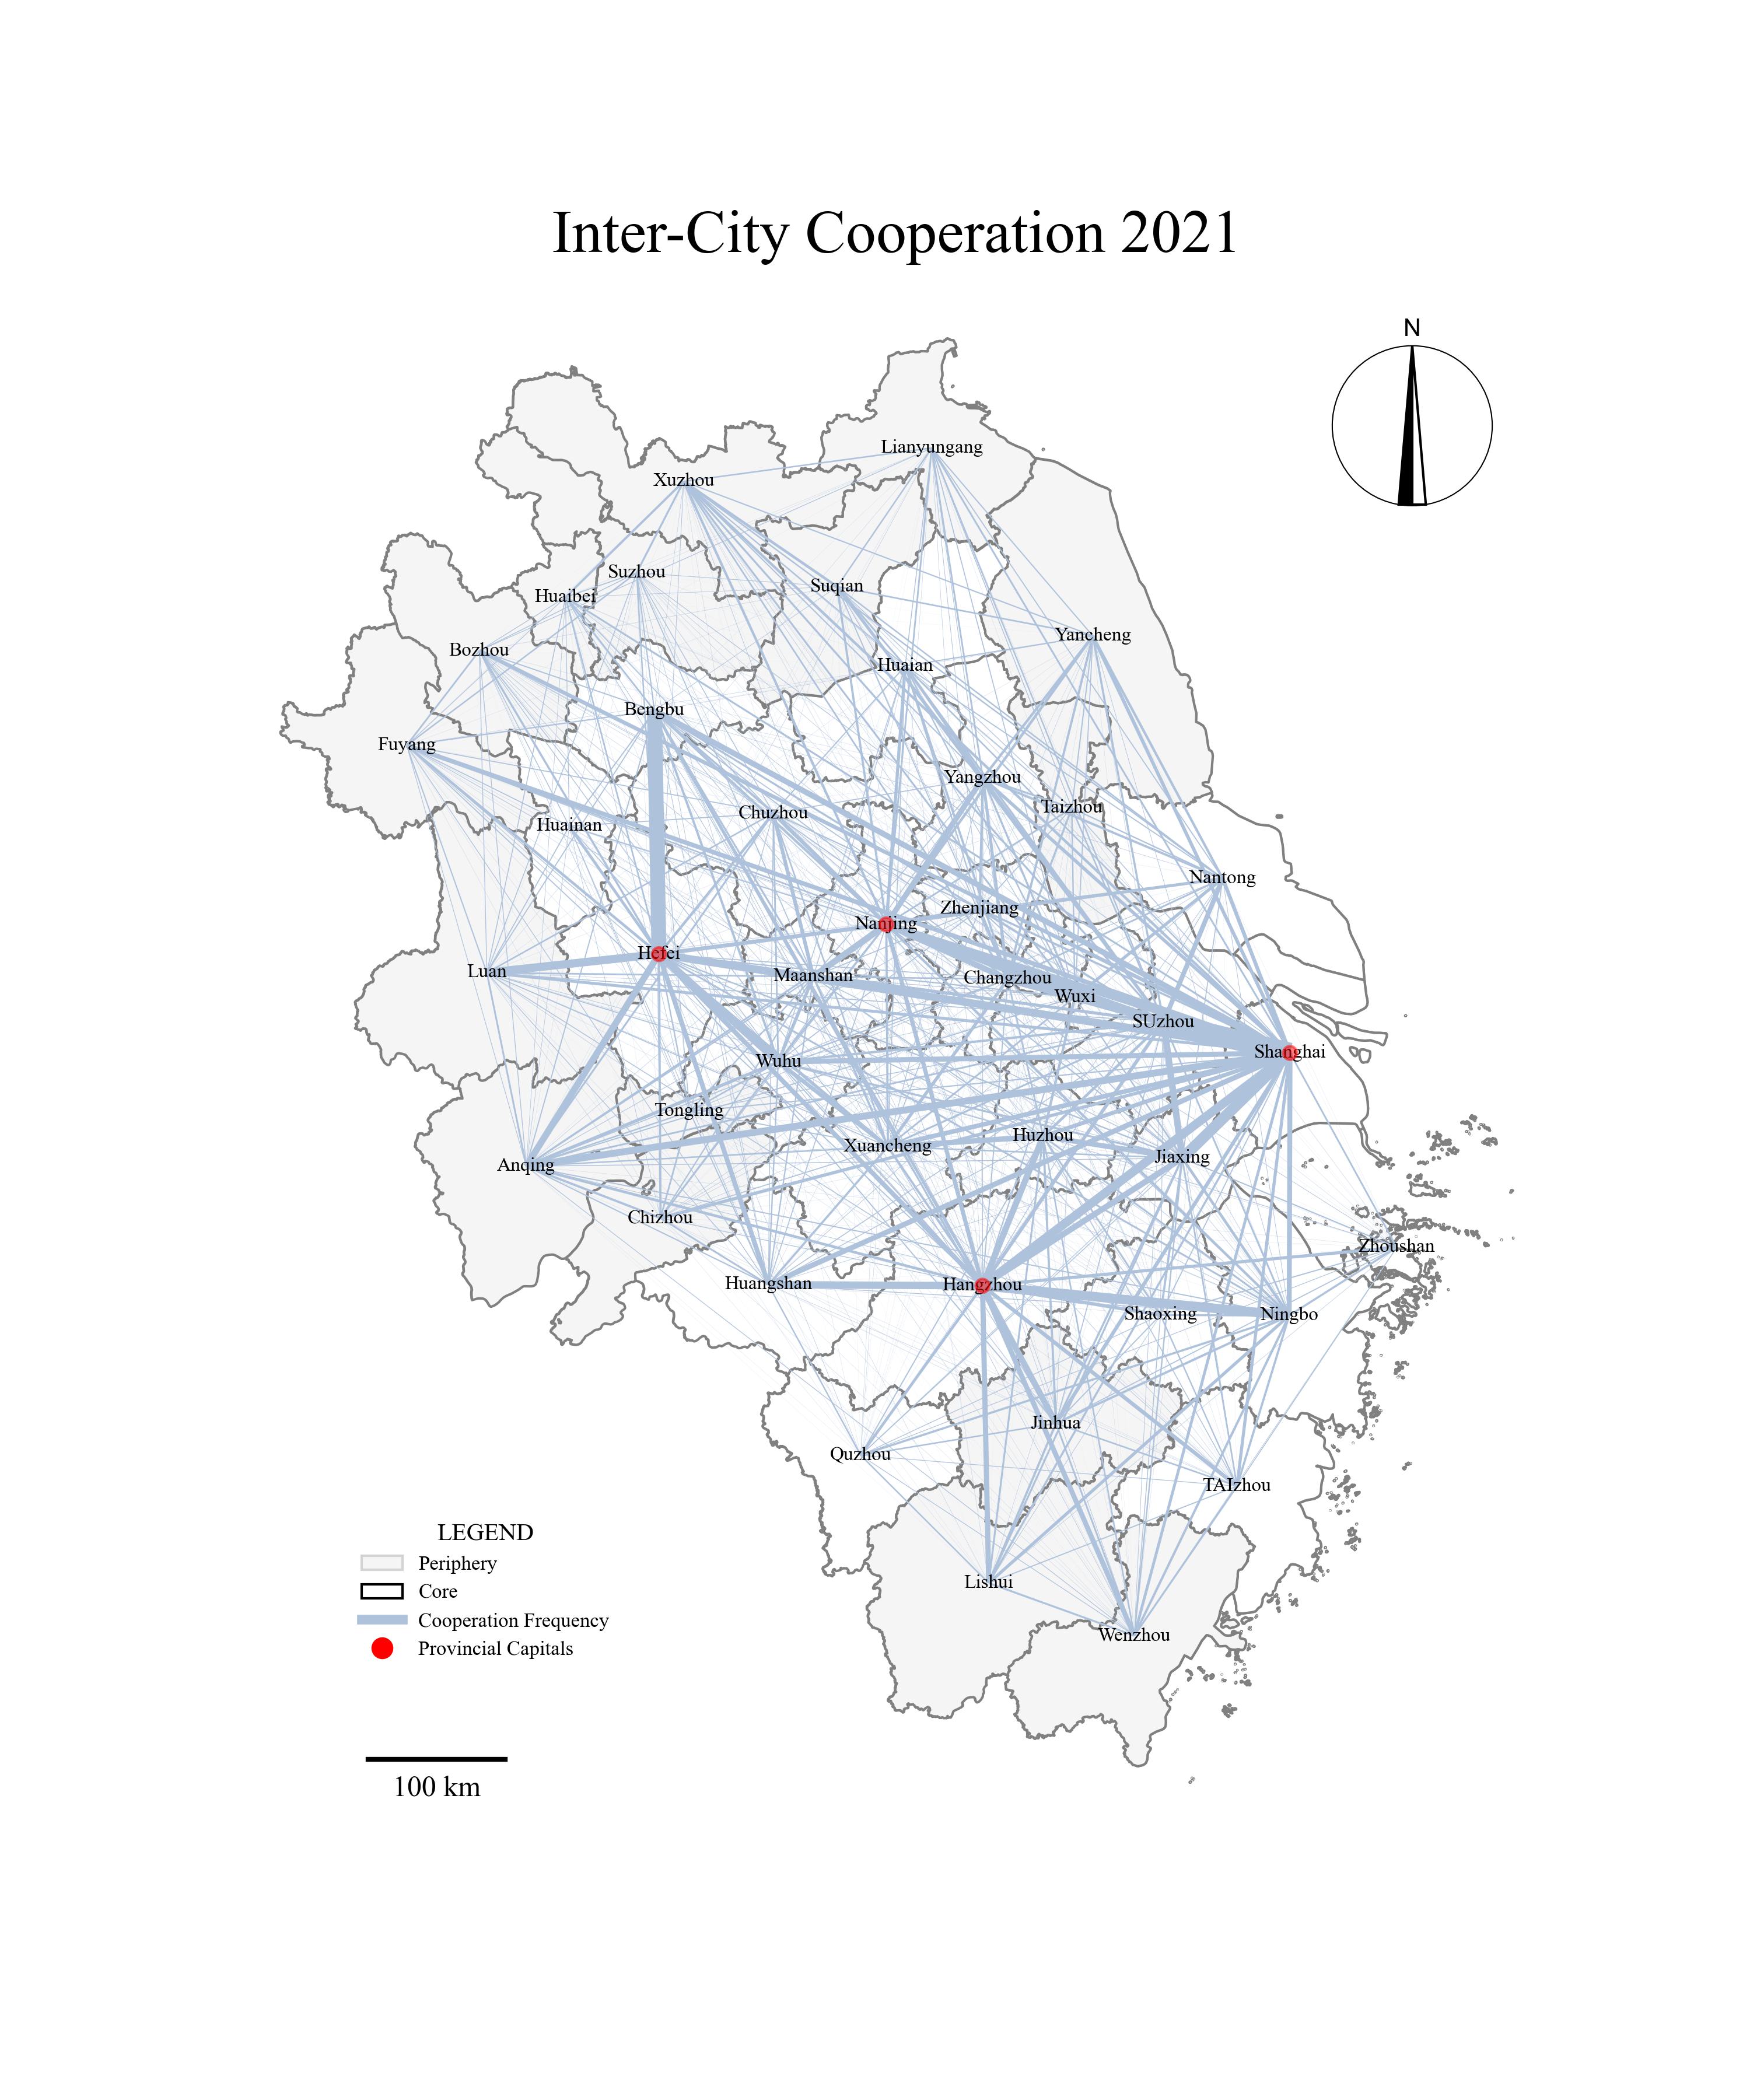 Inter-City Cooperation 2021
N
Lianyungang
Xuzhou
Suzhou
Suqian
Huaibei
Yancheng
Bozhou
Huaian
Bengbu
Fuyang
Yangzhou
Taizhou
Chuzhou
Huainan
Nantong
Zhenjiang
Nanjing
Hefei
Luan
Maanshan
Changzhou
Wuxi
SUzhou
Shanghai
Wuhu
Tongling
Huzhou
Xuancheng
Jiaxing
Anqing
Chizhou
Zhoushan
Huangshan
Hangzhou
Shaoxing
Ningbo
Jinhua
Quzhou
TAIzhou
Lishui
Wenzhou
LEGEND
Periphery
Core
Cooperation Frequency
Provincial Capitals
100 km